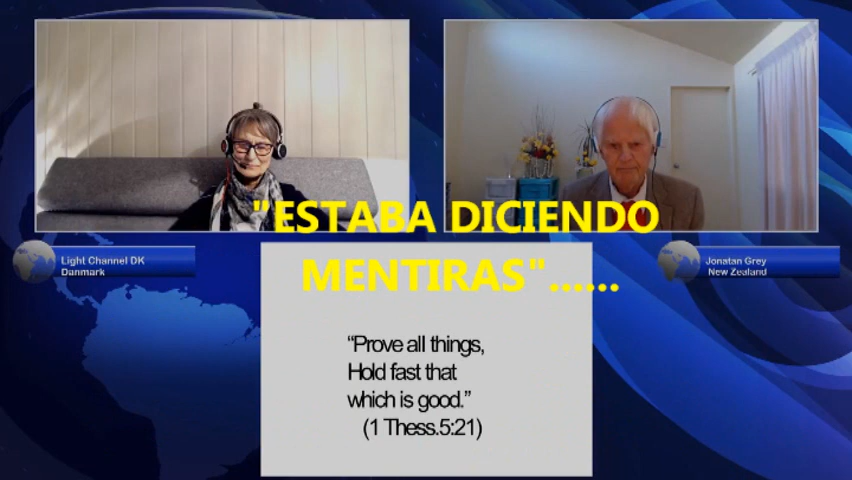 "ESTABA DICIENDO
MENTIRAS"......
Light Channel DK
Danmark
Jonatan Grey
New Zealand
“Prove all things,
Hold fast that
which is good.”
(1 Thess.5:21)